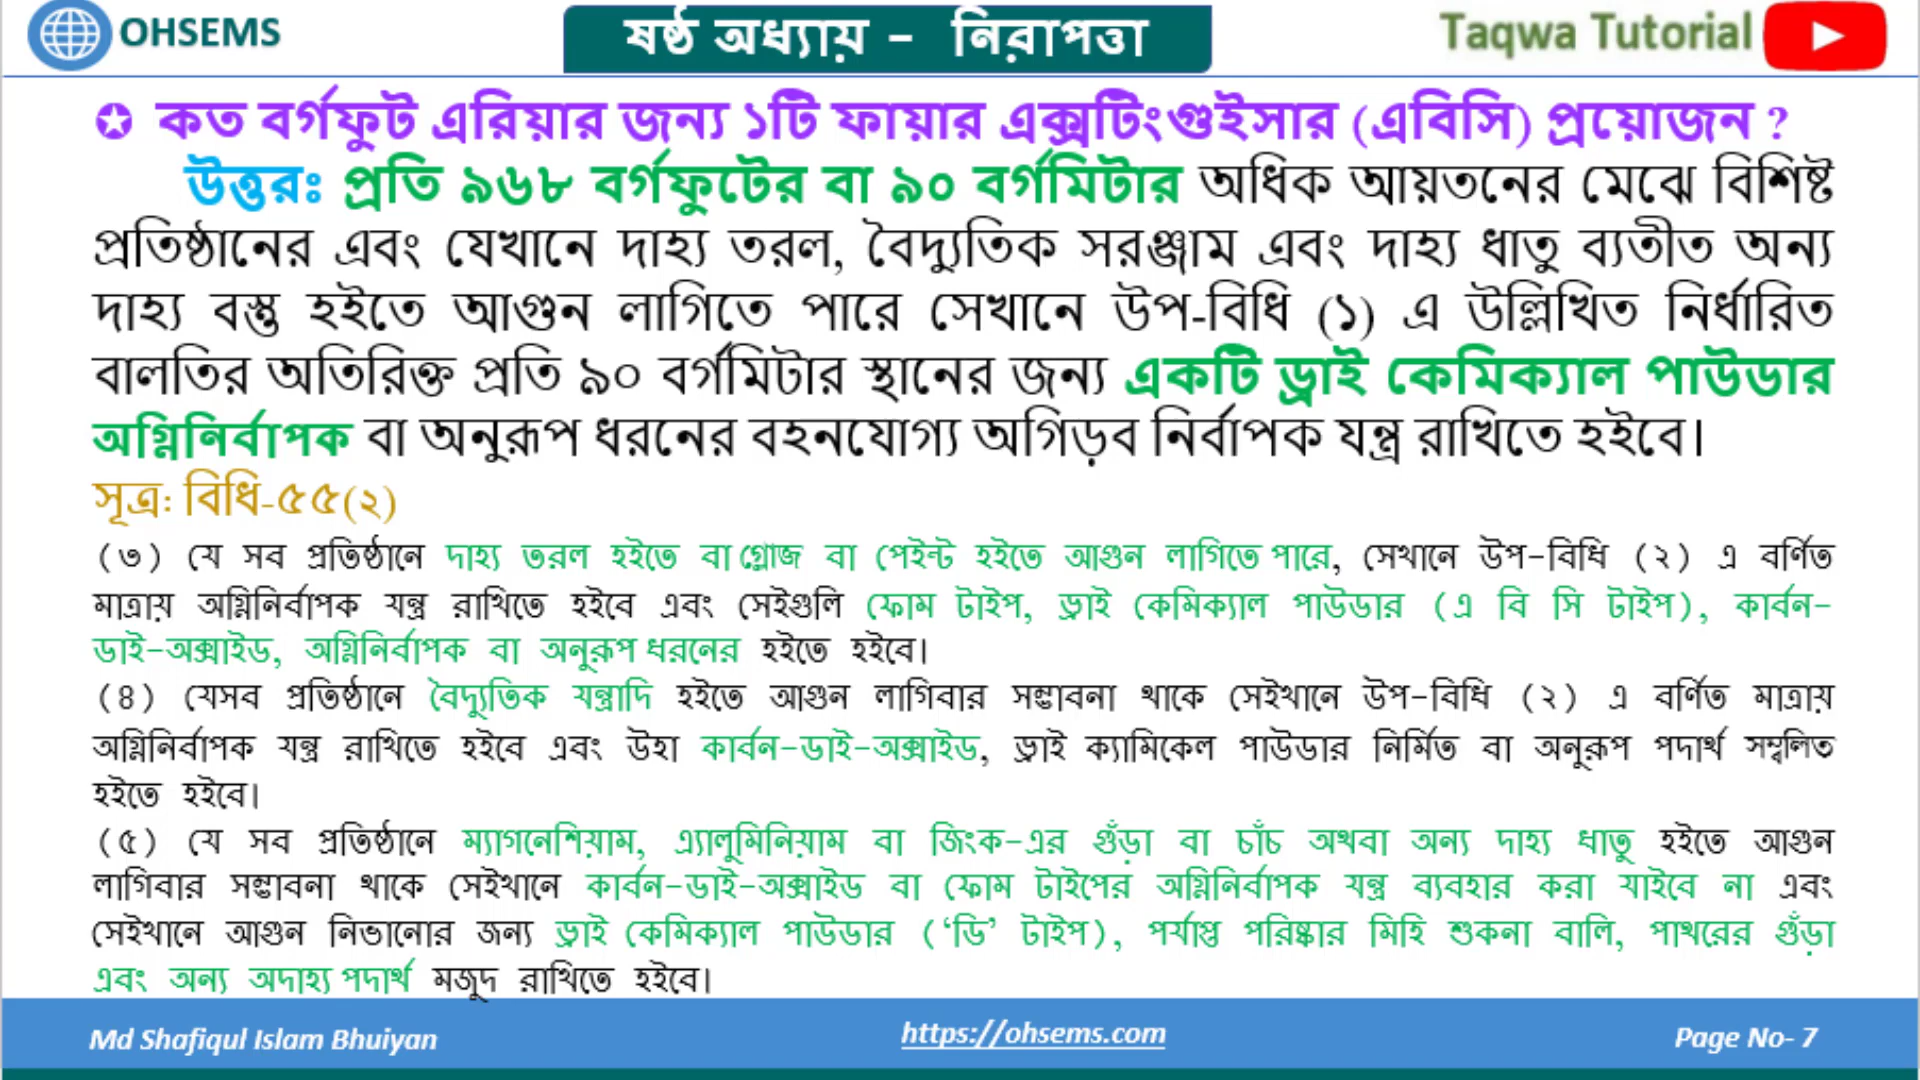 OHSEMS
ষষ্ঠ অধ্যায় – নিরাপত্তা
Taqwa Tutorial
✪ কত বর্গফুট এরিয়ার জন্য ১টি ফায়ার এক্সটিংগুইসার (এবিসি) প্রয়োজন ?
উত্তরঃ প্রতি ৯৬৮ বর্গফুটের বা ৯০ বর্গমিটার অধিক আয়তনের মেঝে বিশিষ্ট
প্রতিষ্ঠানের এবং যেখানে দাহ্য তরল, বৈদ্যুতিক সরঞ্জাম এবং দাহ্য ধাতু ব্যতীত অন্য
দাহ্য বস্তু হইতে আগুন লাগিতে পারে সেখানে উপ-বিধি (১) এ উল্লিখিত নির্ধারিত
বালতির অতিরিক্ত প্রতি ৯০ বর্গমিটার স্থানের জন্য একটি ড্রাই কেমিক্যাল পাউডার
অগ্নিনির্বাপক বা অনুরূপ ধরনের বহনযোগ্য অগিড়ব নির্বাপক যন্ত্র রাখিতে হইবে।
সূত্রঃ বিধি-৫৫(২)
(৩) যে সব প্রতিষ্ঠানে দাহ্য তরল হইতে বা গ্লোজ বা পেইন্ট হইতে আগুন লাগিতে পারে, সেখানে উপ-বিধি (২) এ বর্ণিত
মাত্রায় অগ্নিনির্বাপক যন্ত্র রাখিতে হইবে এবং সেইগুলি ফোম টাইপ, ড্রাই কেমিক্যাল পাউডার (এ বি সি টাইপ), কার্বন-
ডাই-অক্সাইড, অগ্নিনির্বাপক বা অনুরূপ ধরনের হইতে হইবে।
(৪) যেসব প্রতিষ্ঠানে বৈদ্যুতিক যন্ত্রাদি হইতে আগুন লাগিবার সম্ভাবনা থাকে সেইখানে উপ-বিধি (২) এ বর্ণিত মাত্রায়
অগ্নিনির্বাপক যন্ত্র রাখিতে হইবে এবং উহা কার্বন-ডাই-অক্সাইড, ড্রাই ক্যামিকেল পাউডার নির্মিত বা অনুরূপ পদার্থ সম্বলিত
হইতে হইবে।
(৫) যে সব প্রতিষ্ঠানে ম্যাগনেশিয়াম, এ্যালুমিনিয়াম বা জিংক-এর গুঁড়া বা চাঁচ অথবা অন্য দাহ্য ধাতু হইতে আগুন
লাগিবার সম্ভাবনা থাকে সেইখানে কার্বন-ডাই-অক্সাইড বা ফোম টাইপের অগ্নিনির্বাপক যন্ত্র ব্যবহার করা যাইবে না এবং
সেইখানে আগুন নিভানোর জন্য ড্রাই কেমিক্যাল পাউডার (‘ডি’ টাইপ), পর্যাপ্ত পরিষ্কার মিহি শুকনা বালি, পাথরের গুঁড়া
এবং অন্য অদাহ্য পদার্থ মজুদ রাখিতে হইবে।
Md Shafiqul Islam Bhuiyan
https://ohsems.com
Page No- 7